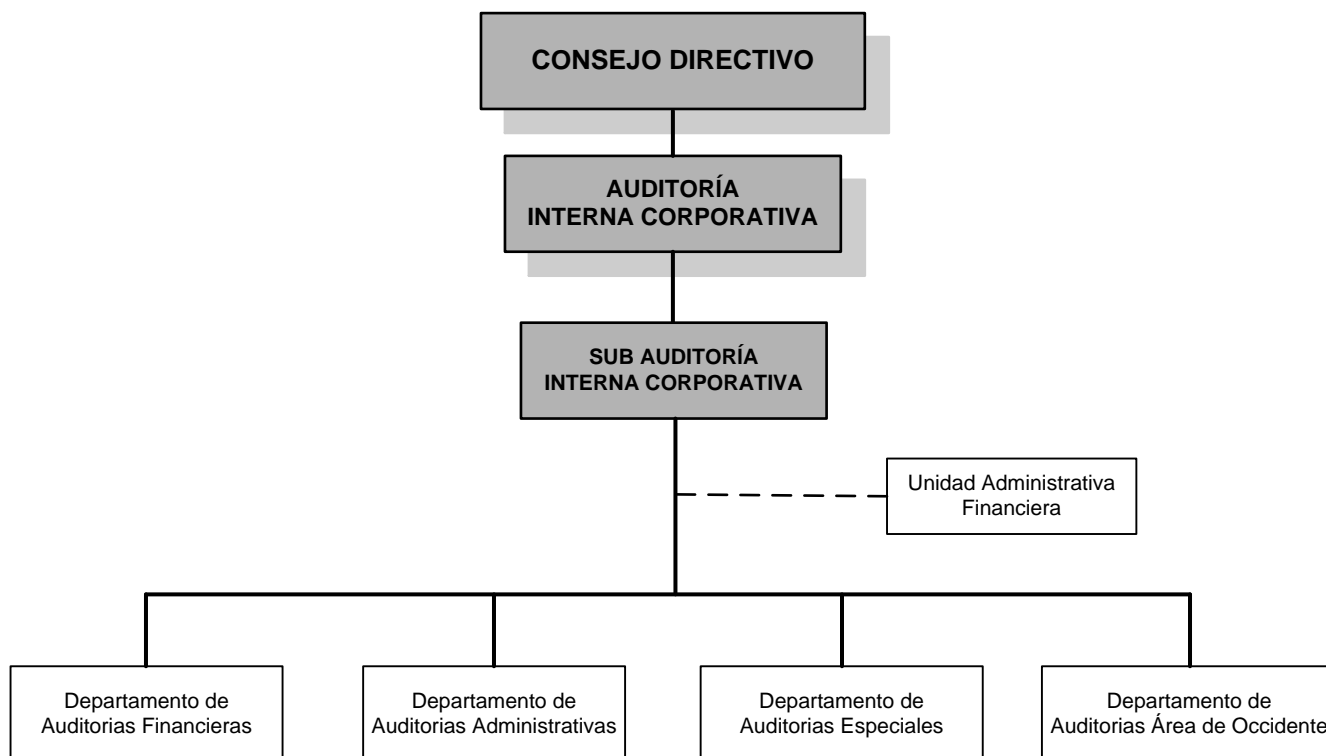 CONSEJO DIRECTIVO
AUDITORÍA
INTERNA CORPORATIVA
SUB AUDITORÍA
INTERNA CORPORATIVA
Unidad Administrativa
Financiera
Departamento de
Auditorias Financieras
Departamento de
Auditorias Administrativas
Departamento de
Auditorias Especiales
Departamento de
Auditorias Área de Occidente